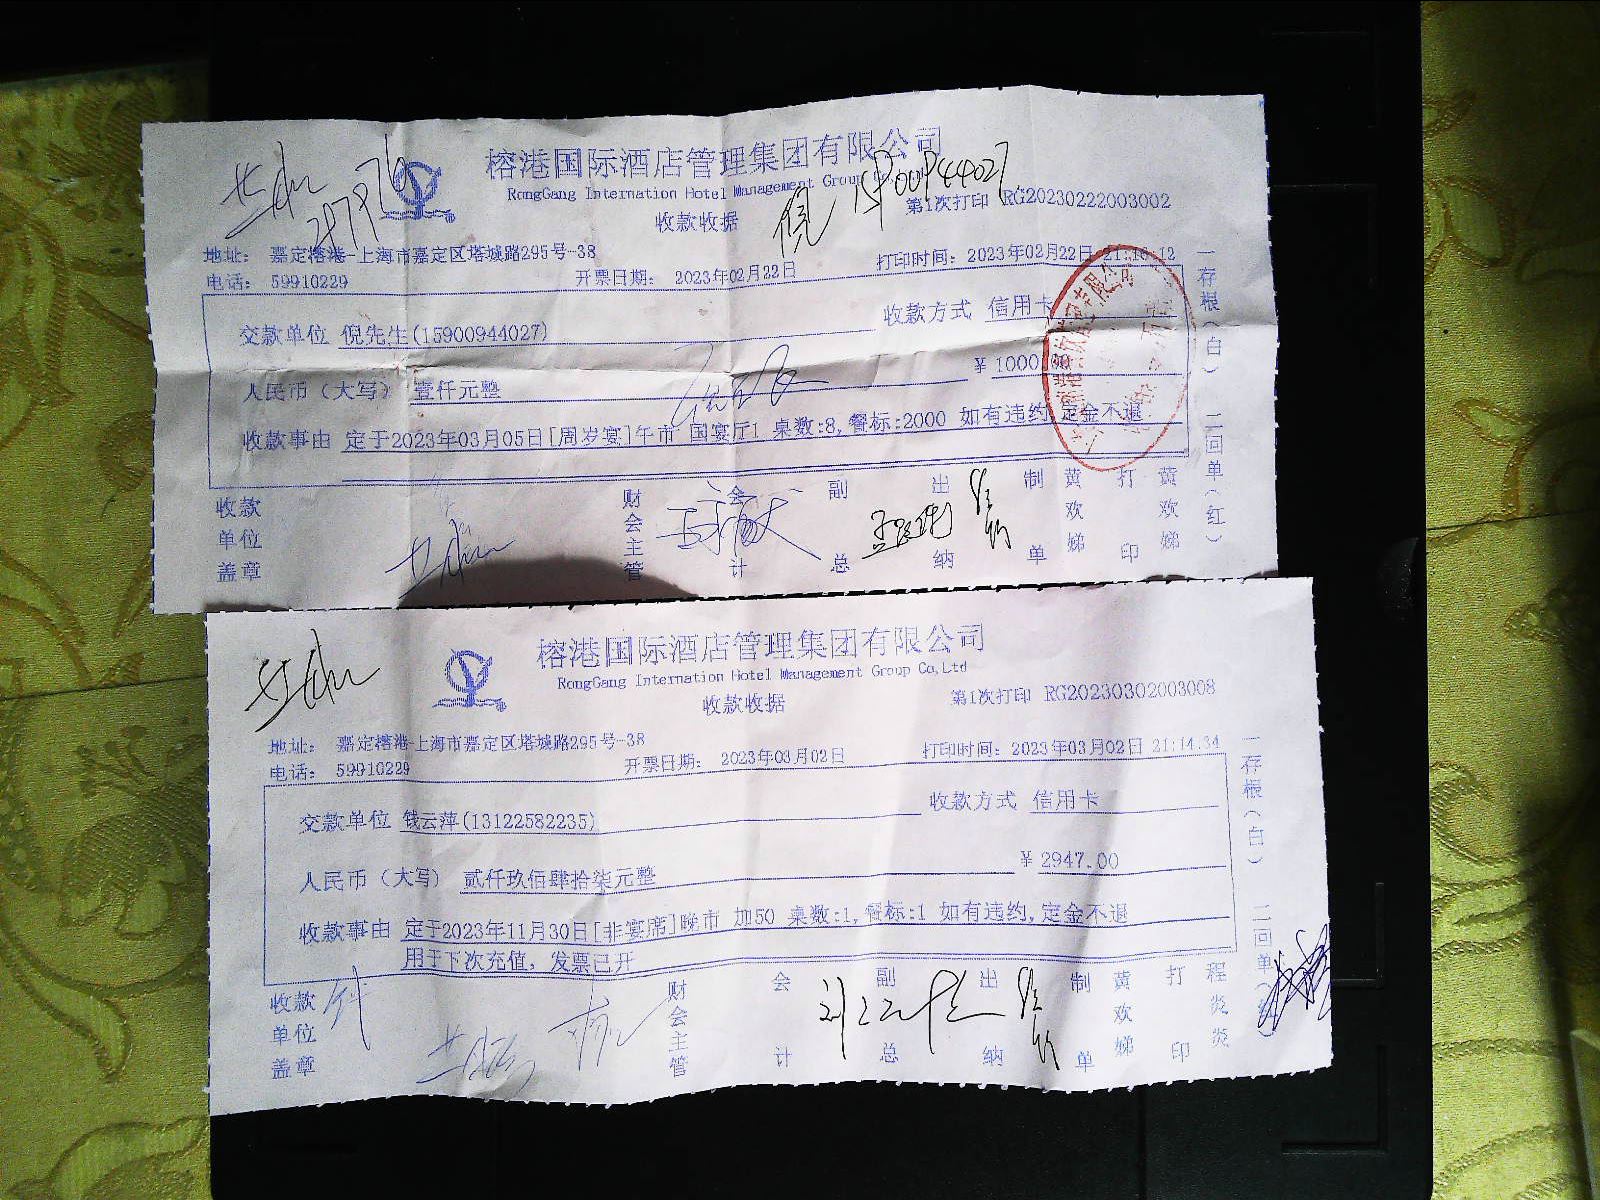 榕港国际酒店管理集团有限公司
RongGang Internation Hotel Management Group Co,Ltd
收款收据
第1次打印 RG20230222003002
地址： 嘉定榕港-上海市嘉定区塔城路295号-38
电话： 59910229
开票日期： 2023年02月22日
打印时间：2023年02月22日 21:16:12
交款单位 倪先生(15900944027)
收款方式 信用卡
人民币（大写） 壹仟元整
¥ 1000.00
收款事由 定于2023年03月05日[周岁宴]午市 国宴厅1 桌数:8,餐标:2000 如有违约,定金不退
收款单位盖章
财会主管
会计
副总
出纳
制单 黄欢娣
打印 黄欢娣
一存根（白） 二回单（红）
榕港国际酒店管理集团有限公司
RongGang Internation Hotel Management Group Co,Ltd
收款收据
第1次打印 RG20230302003008
地址： 嘉定榕港-上海市嘉定区塔城路295号-38
电话： 59910229
开票日期： 2023年03月02日
打印时间：2023年03月02日 21:14:34
交款单位 钱云萍(13122582235)
收款方式 信用卡
人民币（大写） 贰仟玖佰肆拾柒元整
¥ 2947.00
收款事由 定于2023年11月30日[非宴席]晚市 加50 桌数:1,餐标:1 如有违约,定金不退
用于下次充值，发票已开
收款单位盖章
财会主管
会计
副总
出纳
制单 黄欢娣
打印 程炎炎
一存根（白） 二回单